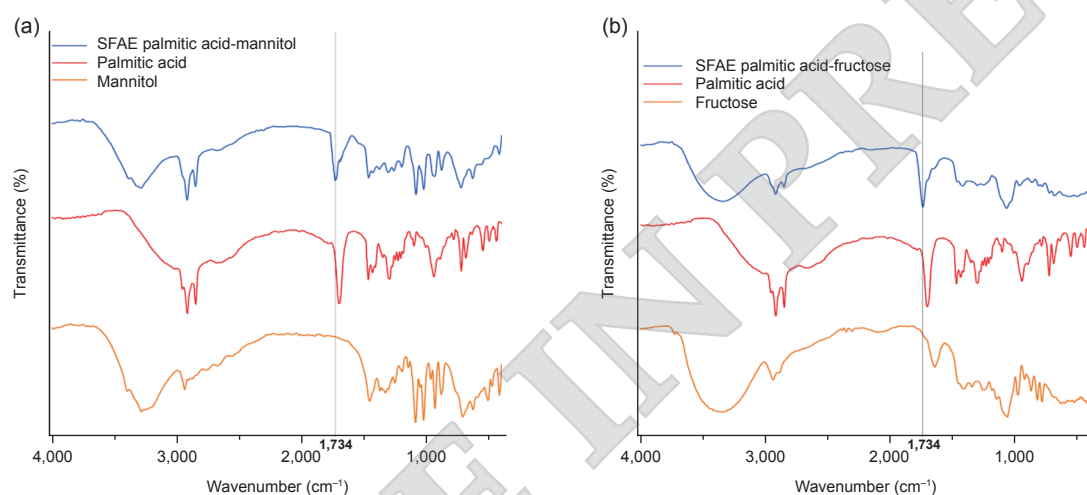 (a)
SFAE palmitic acid-mannitol
Palmitic acid
Mannitol
Transmittance (%)
4,000 3,000 2,000 1,734 1,000
Wavenumber (cm⁻¹)
(b)
SFAE palmitic acid-fructose
Palmitic acid
Fructose
Transmittance (%)
4,000 3,000 2,000 1,734 1,000
Wavenumber (cm⁻¹)
E IN PRE